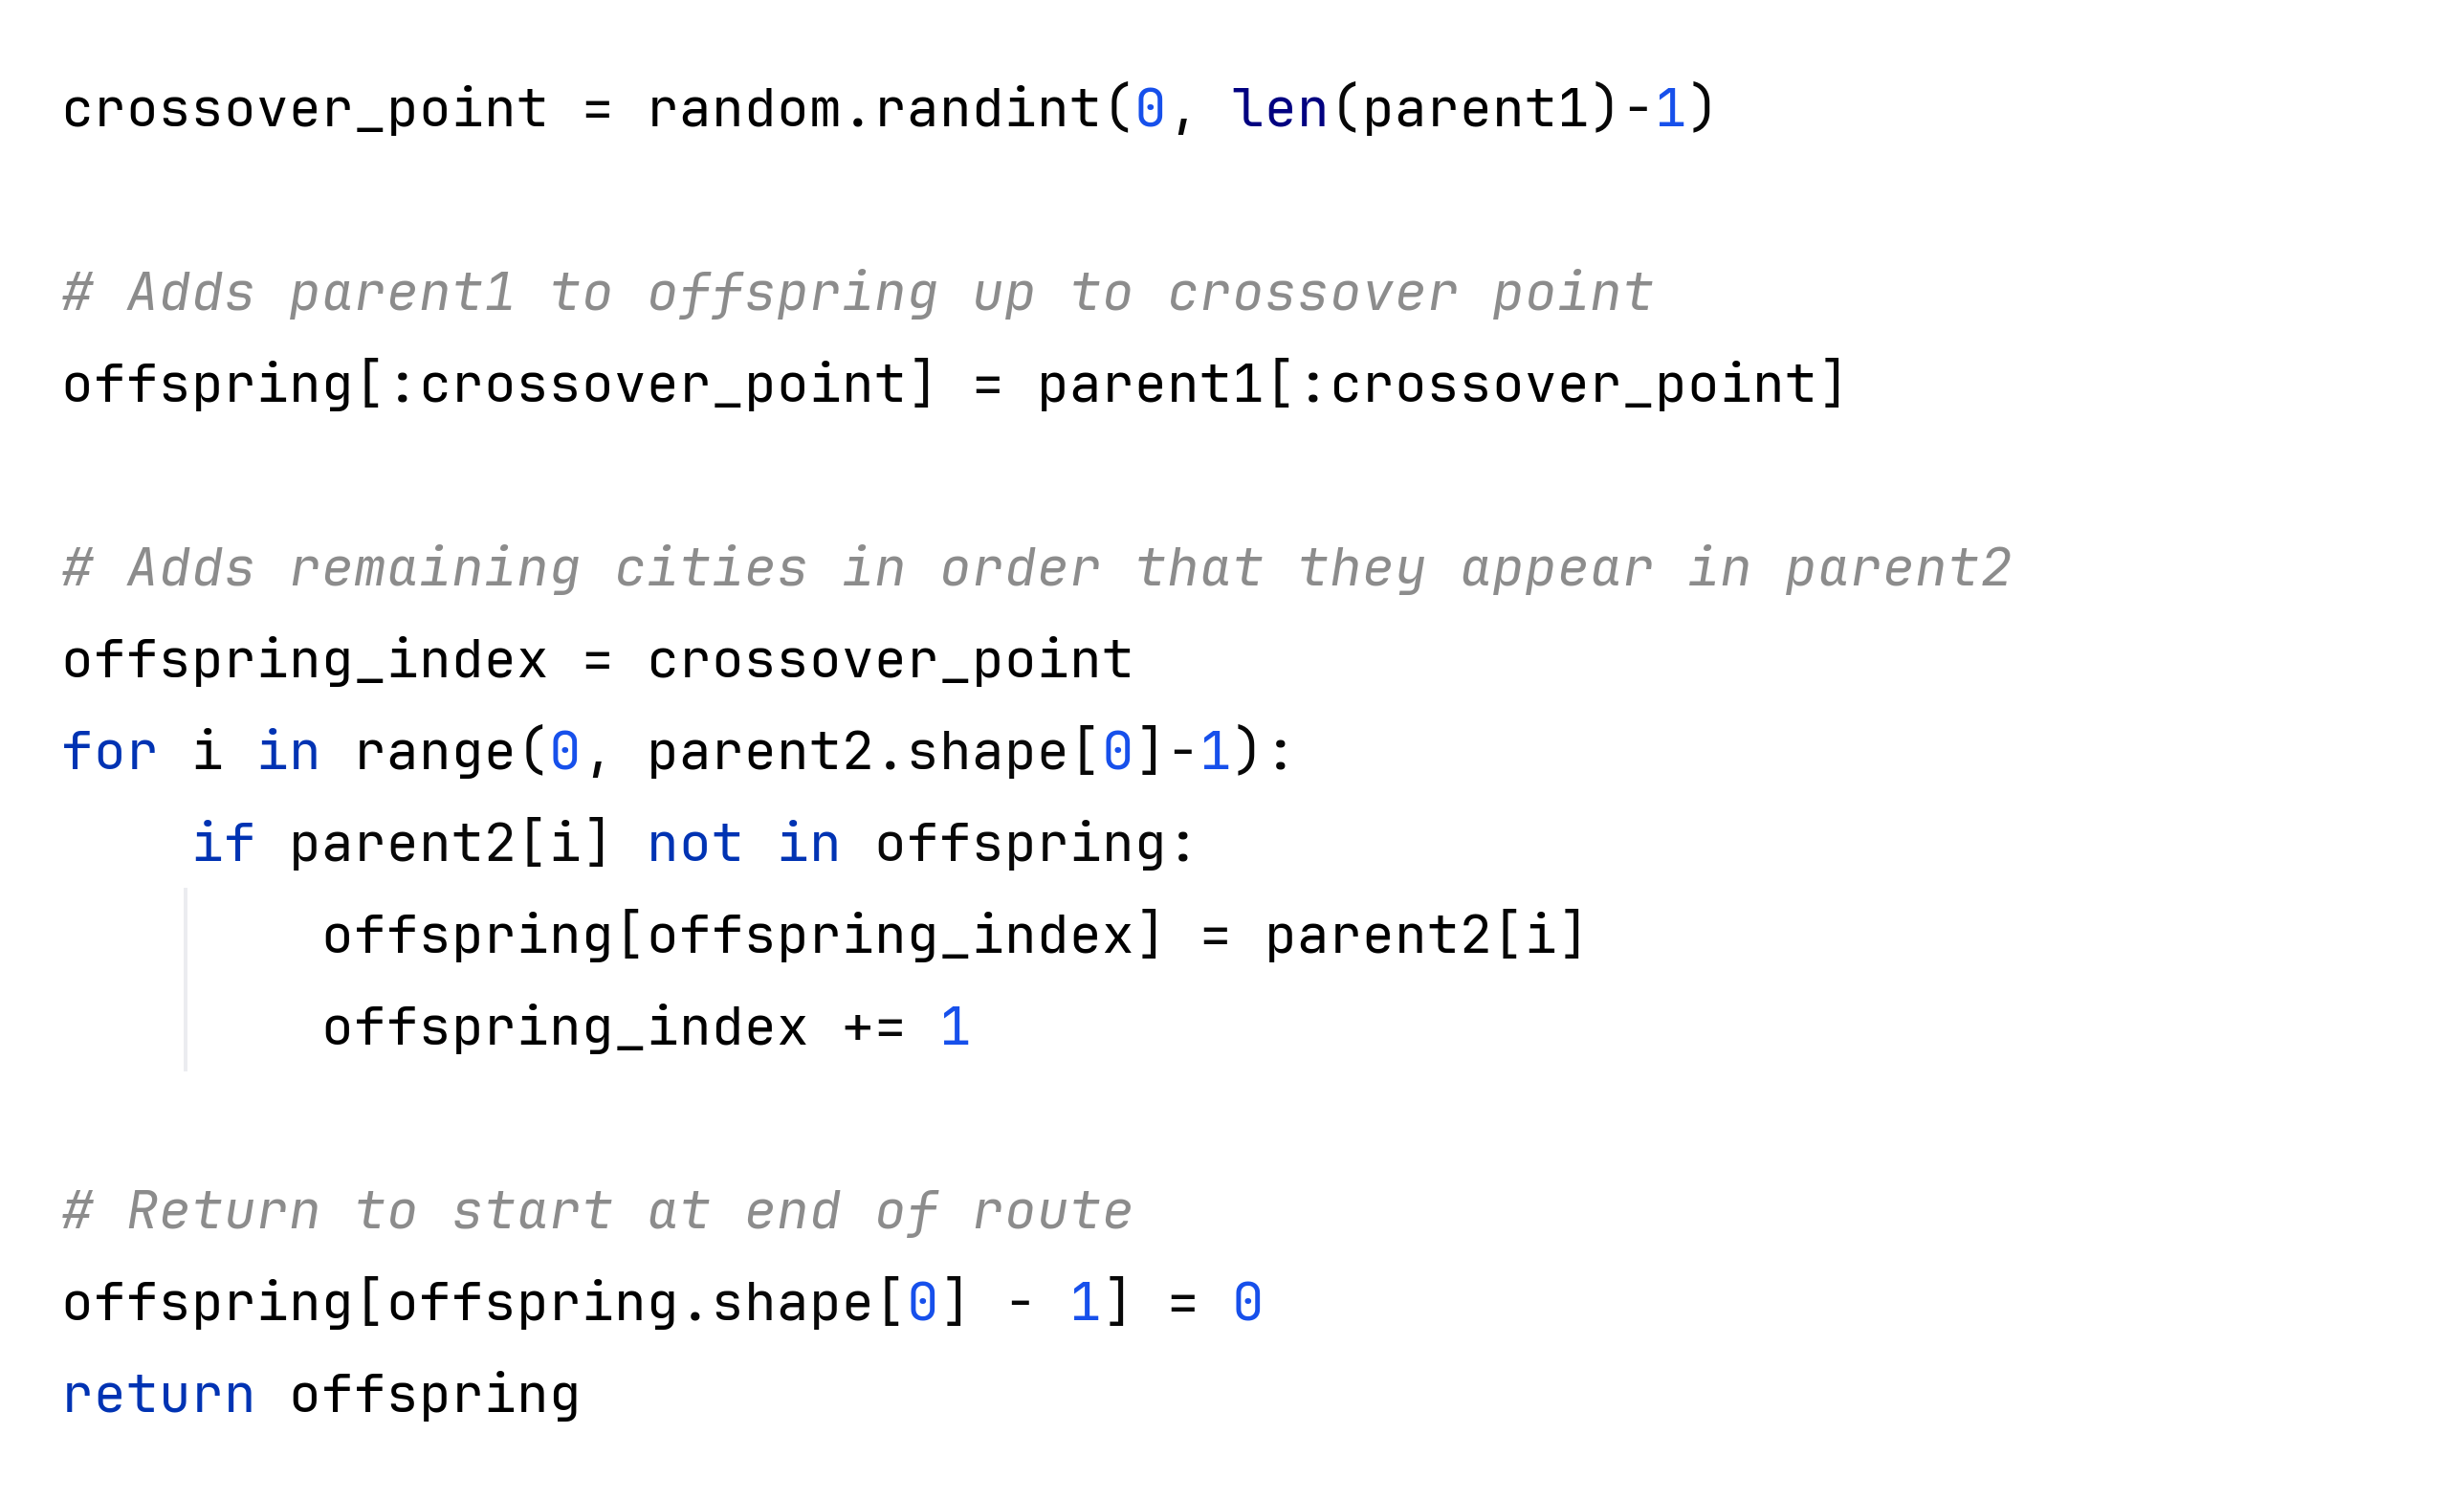 crossover_point = random.randint(0, len(parent1)-1)

# Adds parent1 to offspring up to crossover point
offspring[:crossover_point] = parent1[:crossover_point]

# Adds remaining cities in order that they appear in parent2
offspring_index = crossover_point
for i in range(0, parent2.shape[0]-1):
    if parent2[i] not in offspring:
        offspring[offspring_index] = parent2[i]
        offspring_index += 1

# Return to start at end of route
offspring[offspring.shape[0] - 1] = 0
return offspring